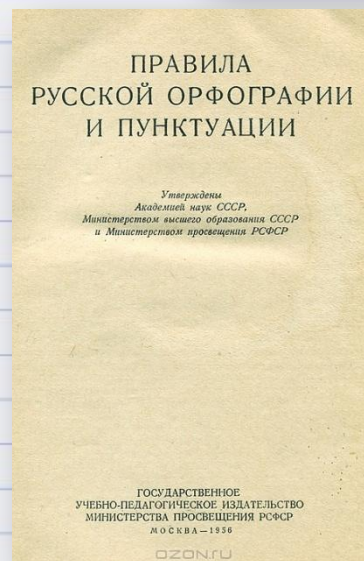 ПРАВИЛА
РУССКОЙ ОРФОГРАФИИ
И ПУНКТУАЦИИ
Утверждены
Академией наук СССР,
Министерством высшего образования СССР
и Министерством просвещения РСФСР
ГОСУДАРСТВЕННОЕ
УЧЕБНО-ПЕДАГОГИЧЕСКОЕ ИЗДАТЕЛЬСТВО
МИНИСТЕРСТВА ПРОСВЕЩЕНИЯ РСФСР
МОСКВА—1956
OZON.RU